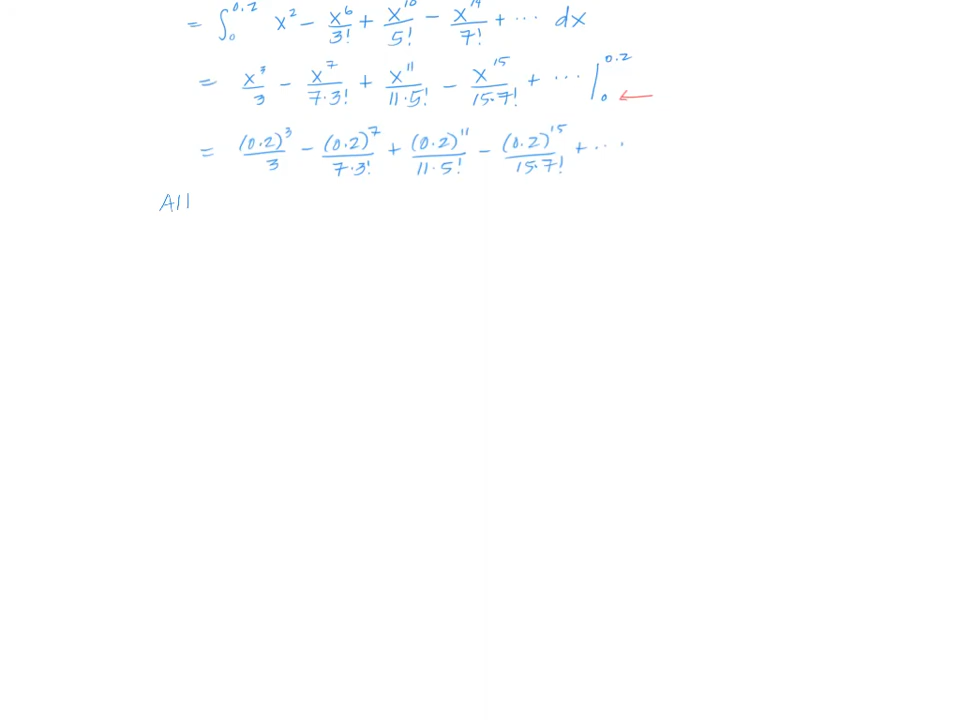 = ∫₀^0.2 x² − x⁶/3! + x¹⁰/5! − x¹⁴/7! + ⋯ dx
= x³/3 − x⁷/(7·3!) + x¹¹/(11·5!) − x¹⁵/(15·7!) + ⋯ |₀^0.2
= (0.2)³/3 − (0.2)⁷/(7·3!) + (0.2)¹¹/(11·5!) − (0.2)¹⁵/(15·7!) + ⋯
All